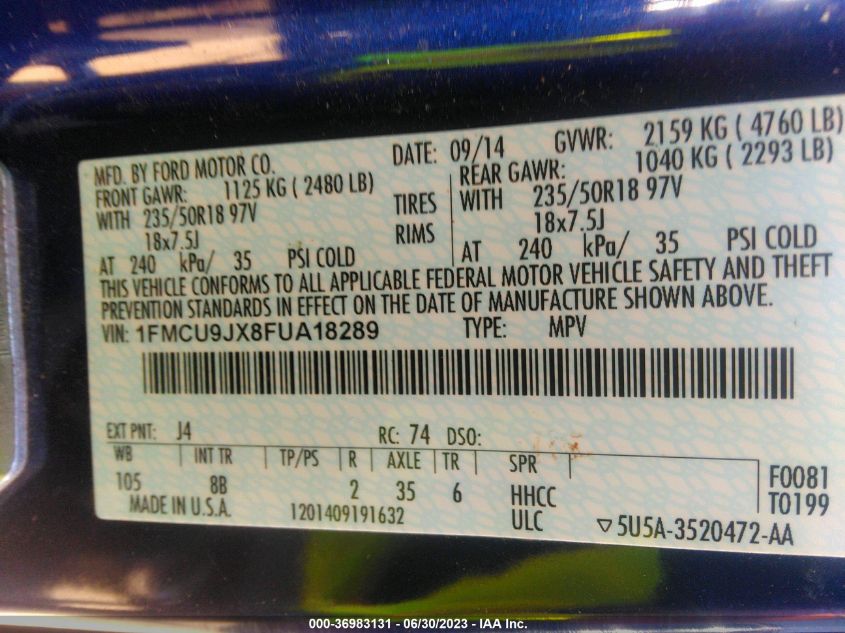 MFD. BY FORD MOTOR CO. DATE: 09/14 GVWR: 2159 KG ( 4760 LB)
FRONT GAWR: 1125 KG ( 2480 LB) REAR GAWR: 1040 KG ( 2293 LB)
WITH 235/50R18 97V TIRES WITH 235/50R18 97V
18x7.5J RIMS 18x7.5J
AT 240 kPa/ 35 PSI COLD AT 240 kPa/ 35 PSI COLD
THIS VEHICLE CONFORMS TO ALL APPLICABLE FEDERAL MOTOR VEHICLE SAFETY AND THEFT
PREVENTION STANDARDS IN EFFECT ON THE DATE OF MANUFACTURE SHOWN ABOVE.
VIN: 1FMCU9JX8FUA18289 TYPE: MPV
EXT PNT: J4 RC: 74 DSO:
WB INT TR TP/PS R AXLE TR SPR F0081
105 8B 2 35 6 HHCC T0199
MADE IN U.S.A. 1201409191632 ULC ▽5U5A-3520472-AA
000-36983131 - 06/30/2023 - IAA Inc.